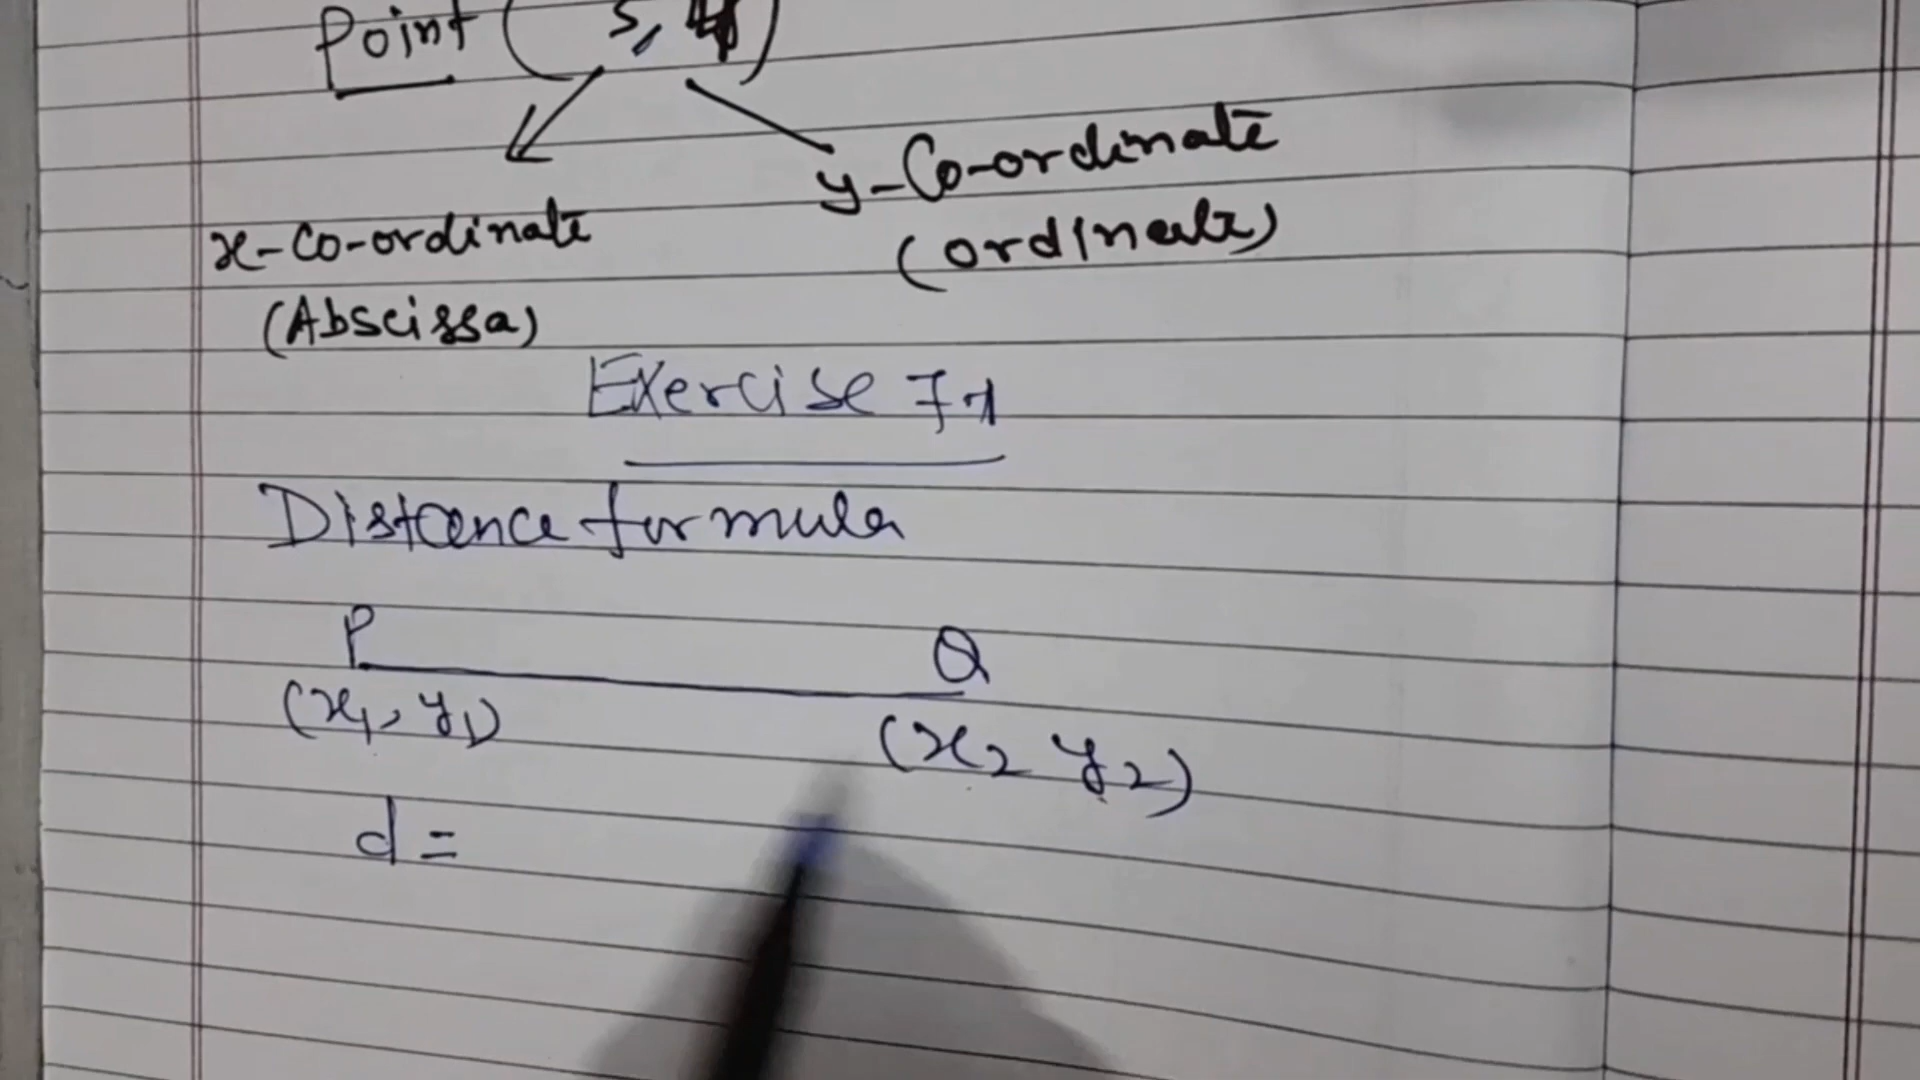 Point (5, 4)
y-Co-ordinate
x-Co-ordinate
(ordinate)
(Abscissa)
Exercise 7.1
Distance formula
P Q
(x1, y1) (x2 y2)
d =